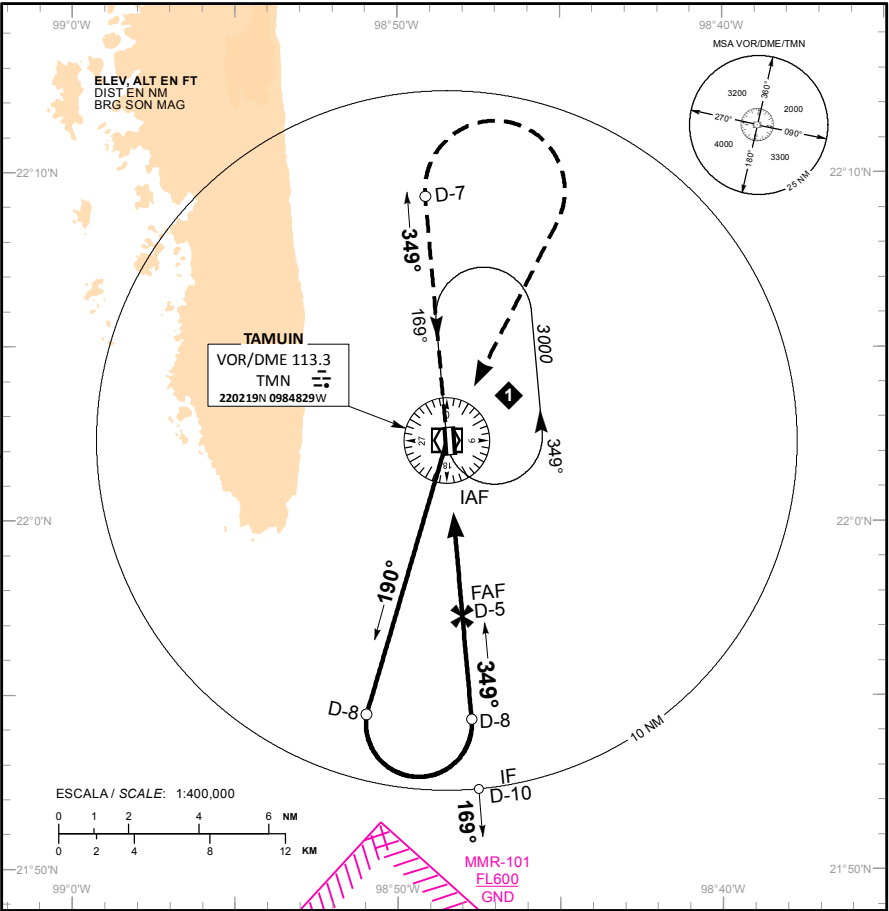 99°0'W
98°50'W
98°40'W
MSA VOR/DME/TMN
360°
3200
2000
270°
090°
4000
180°
3300
25 NM
ELEV, ALT EN FT
DIST EN NM
BRG SON MAG
22°10'N
22°10'N
D-7
349°
169°
3000
TAMUIN
VOR/DME 113.3
TMN
220219N 0984829W
1
0
27
9
18
349°
IAF
22°0'N
22°0'N
190°
FAF
D-5
349°
D-8
D-8
10 NM
IF
D-10
169°
ESCALA / SCALE: 1:400,000
0 1 2 4 6 NM
0 2 4 8 12 KM
MMR-101
FL600
GND
21°50'N
21°50'N
99°0'W
98°50'W
98°40'W